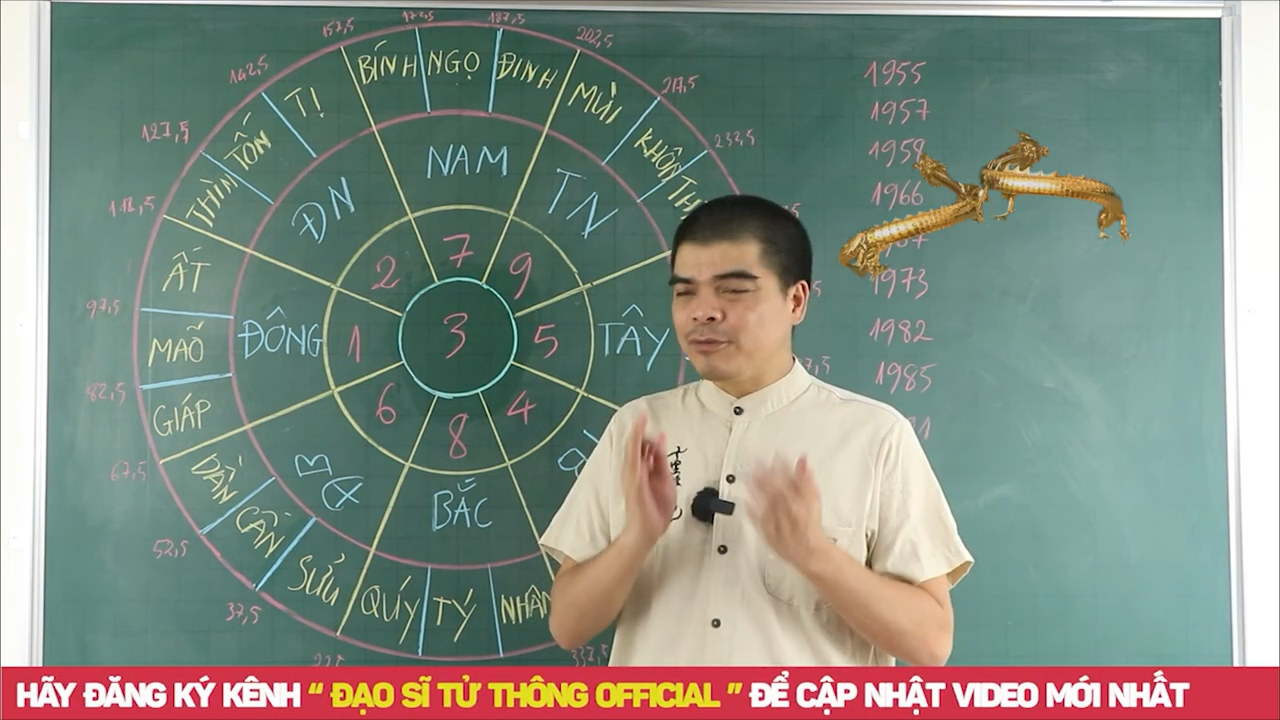 157,5
172,5
187,5
202,5
142,5
217,5
127,5
232,5
112,5
97,5
82,5
67,5
52,5
37,5
BÍNH
NGỌ
ĐINH
MÙI
KHÔN
TỊ
TỐN
THÌN
ẤT
MÃO
GIÁP
DẦN
CẤN
SỬU
QUÝ
TÝ
NHÂM
NAM
ĐN
TN
ĐÔNG
TÂY
ĐB
BẮC
2
7
9
1
3
5
6
8
4
1955
1957
1958
1966
1973
1982
1985
HÃY ĐĂNG KÝ KÊNH “ ĐẠO SĨ TỬ THÔNG OFFICIAL ” ĐỂ CẬP NHẬT VIDEO MỚI NHẤT